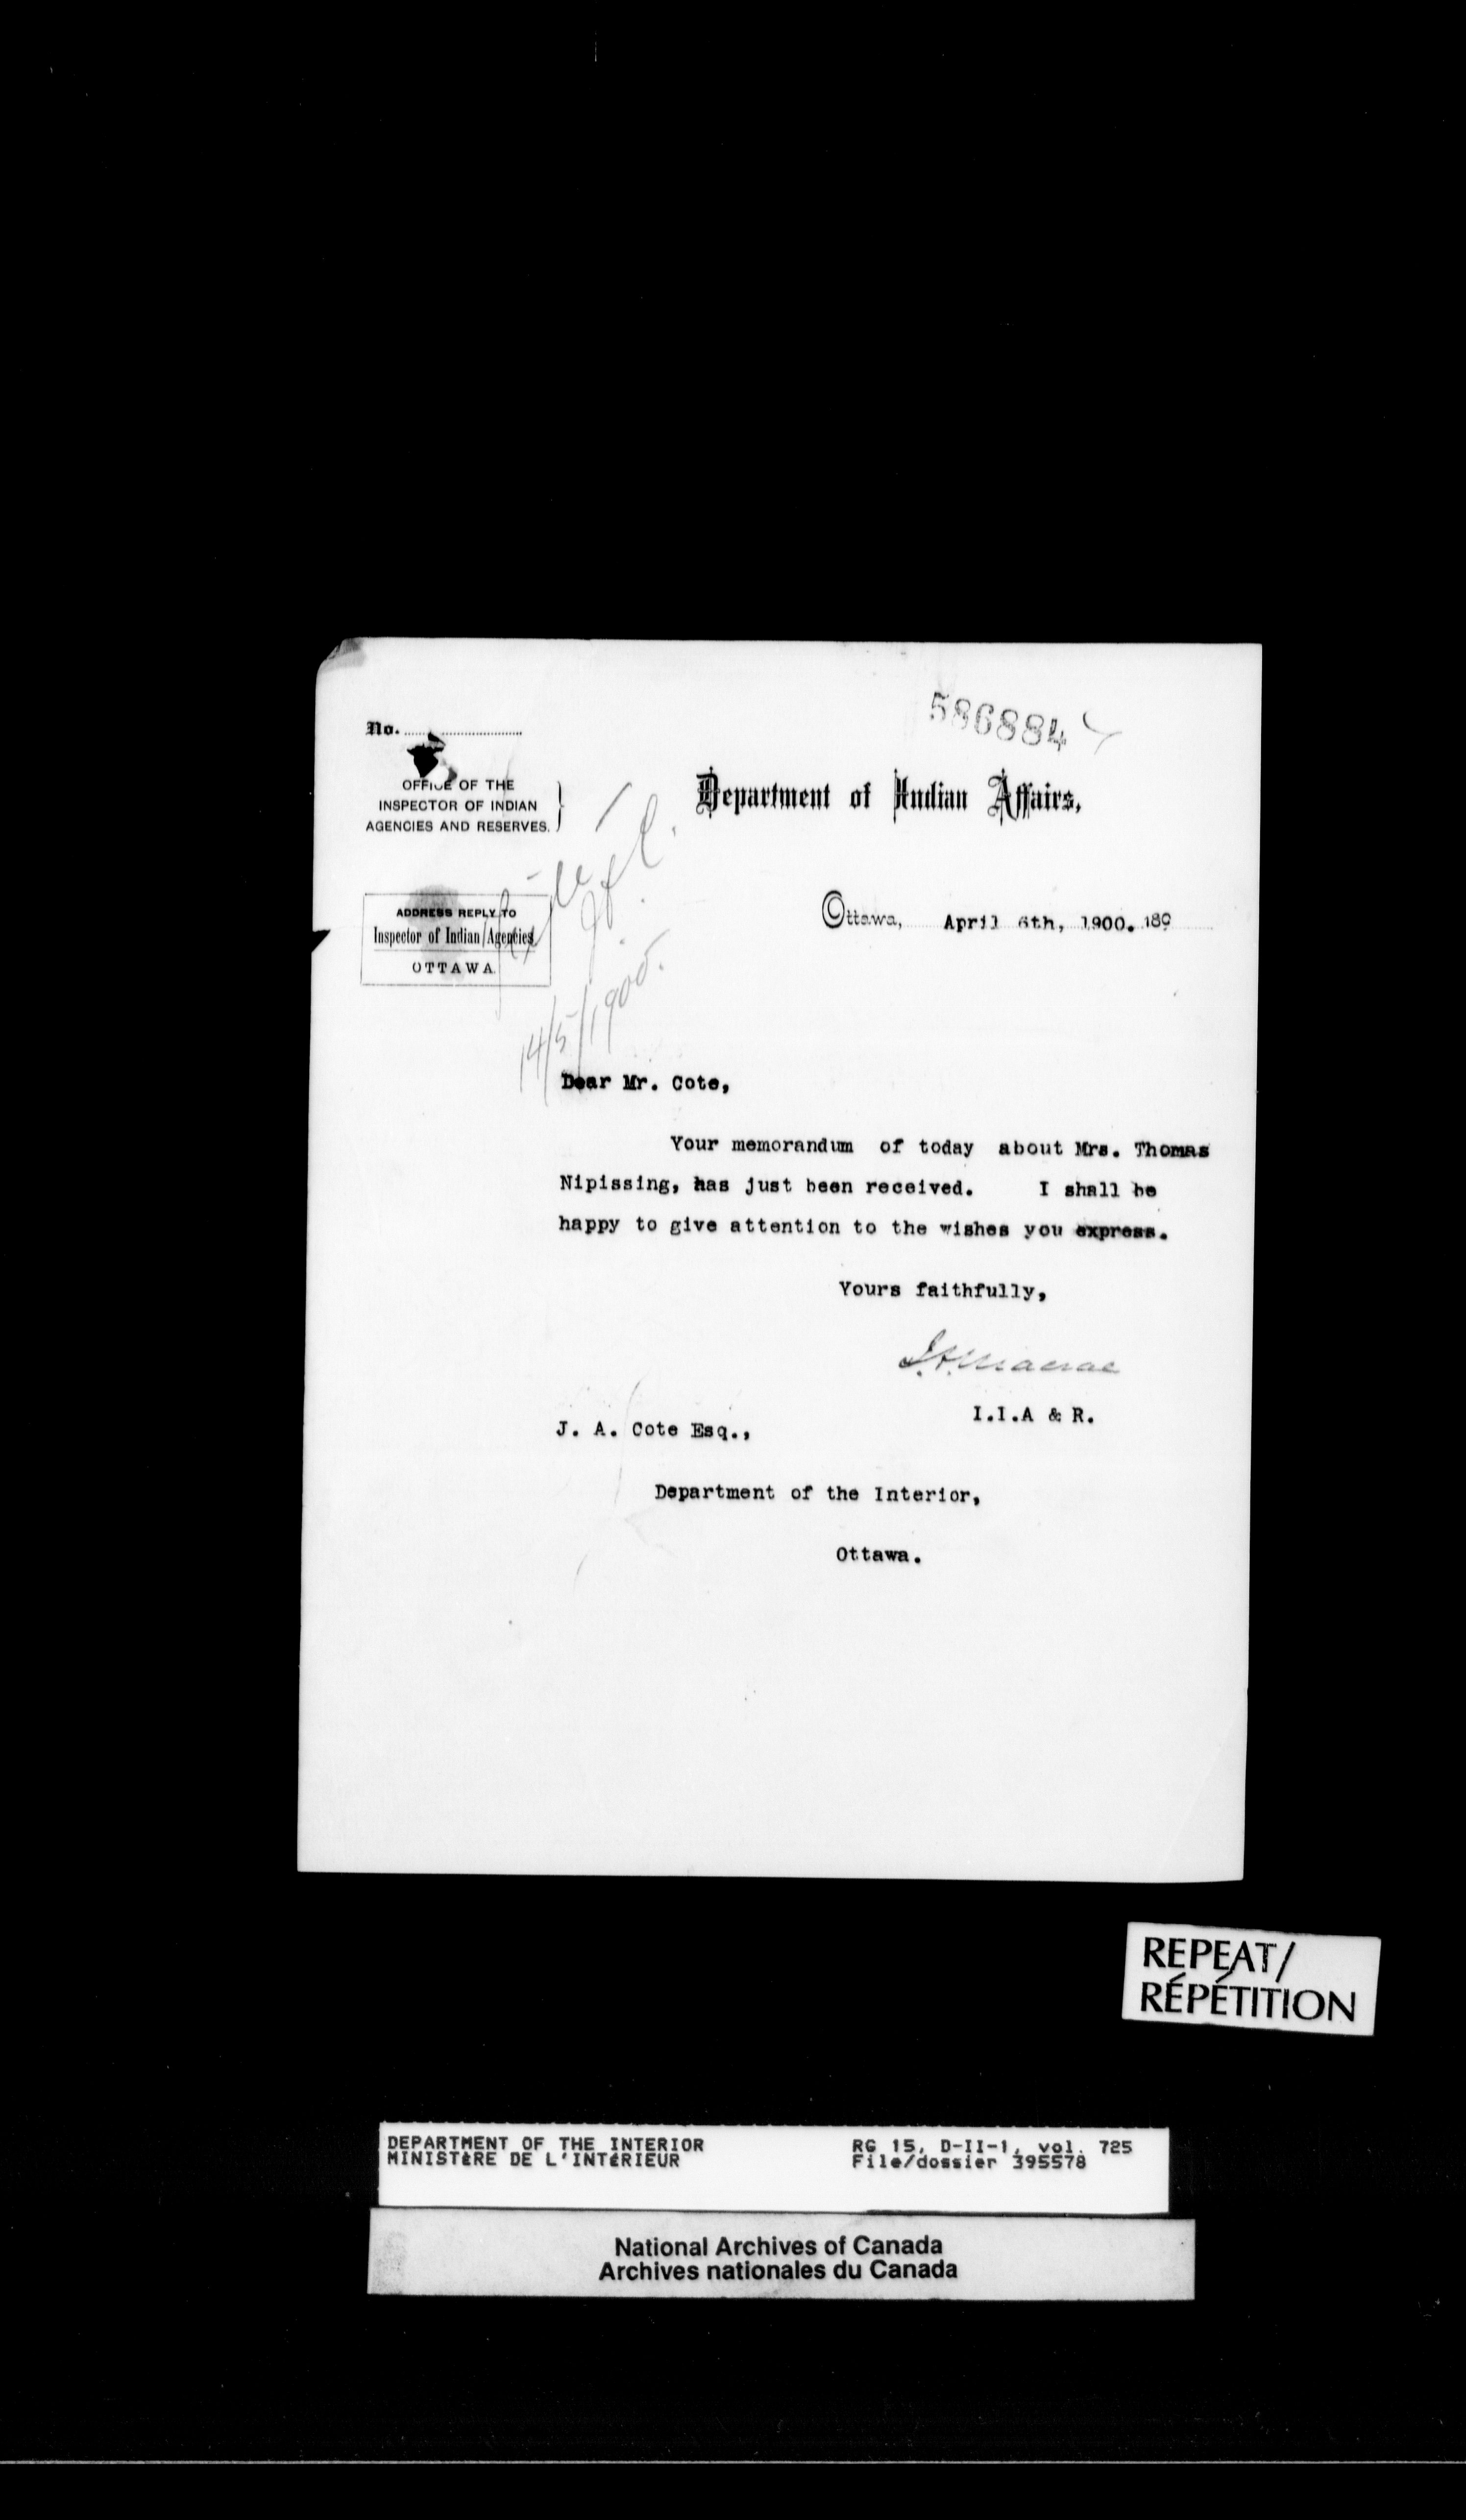 586884
No.
OFFICE OF THE
INSPECTOR OF INDIAN
AGENCIES AND RESERVES.
Department of Indian Affairs,
ADDRESS REPLY TO
Inspector of Indian Agencies
OTTAWA.
Ottawa, April 6th, 1900. 189
14/5/1900.
Dear Mr. Cote,
Your memorandum of today about Mrs. Thomas
Nipissing, has just been received. I shall be
happy to give attention to the wishes you express.
Yours faithfully,
J.A. Macrae
I.I.A & R.
J. A. Cote Esq.,
Department of the Interior,
Ottawa.
REPEAT/
RÉPÉTITION
DEPARTMENT OF THE INTERIOR RG 15, D-II-1, vol. 725
MINISTÈRE DE L'INTÉRIEUR File/dossier 395578
National Archives of Canada
Archives nationales du Canada